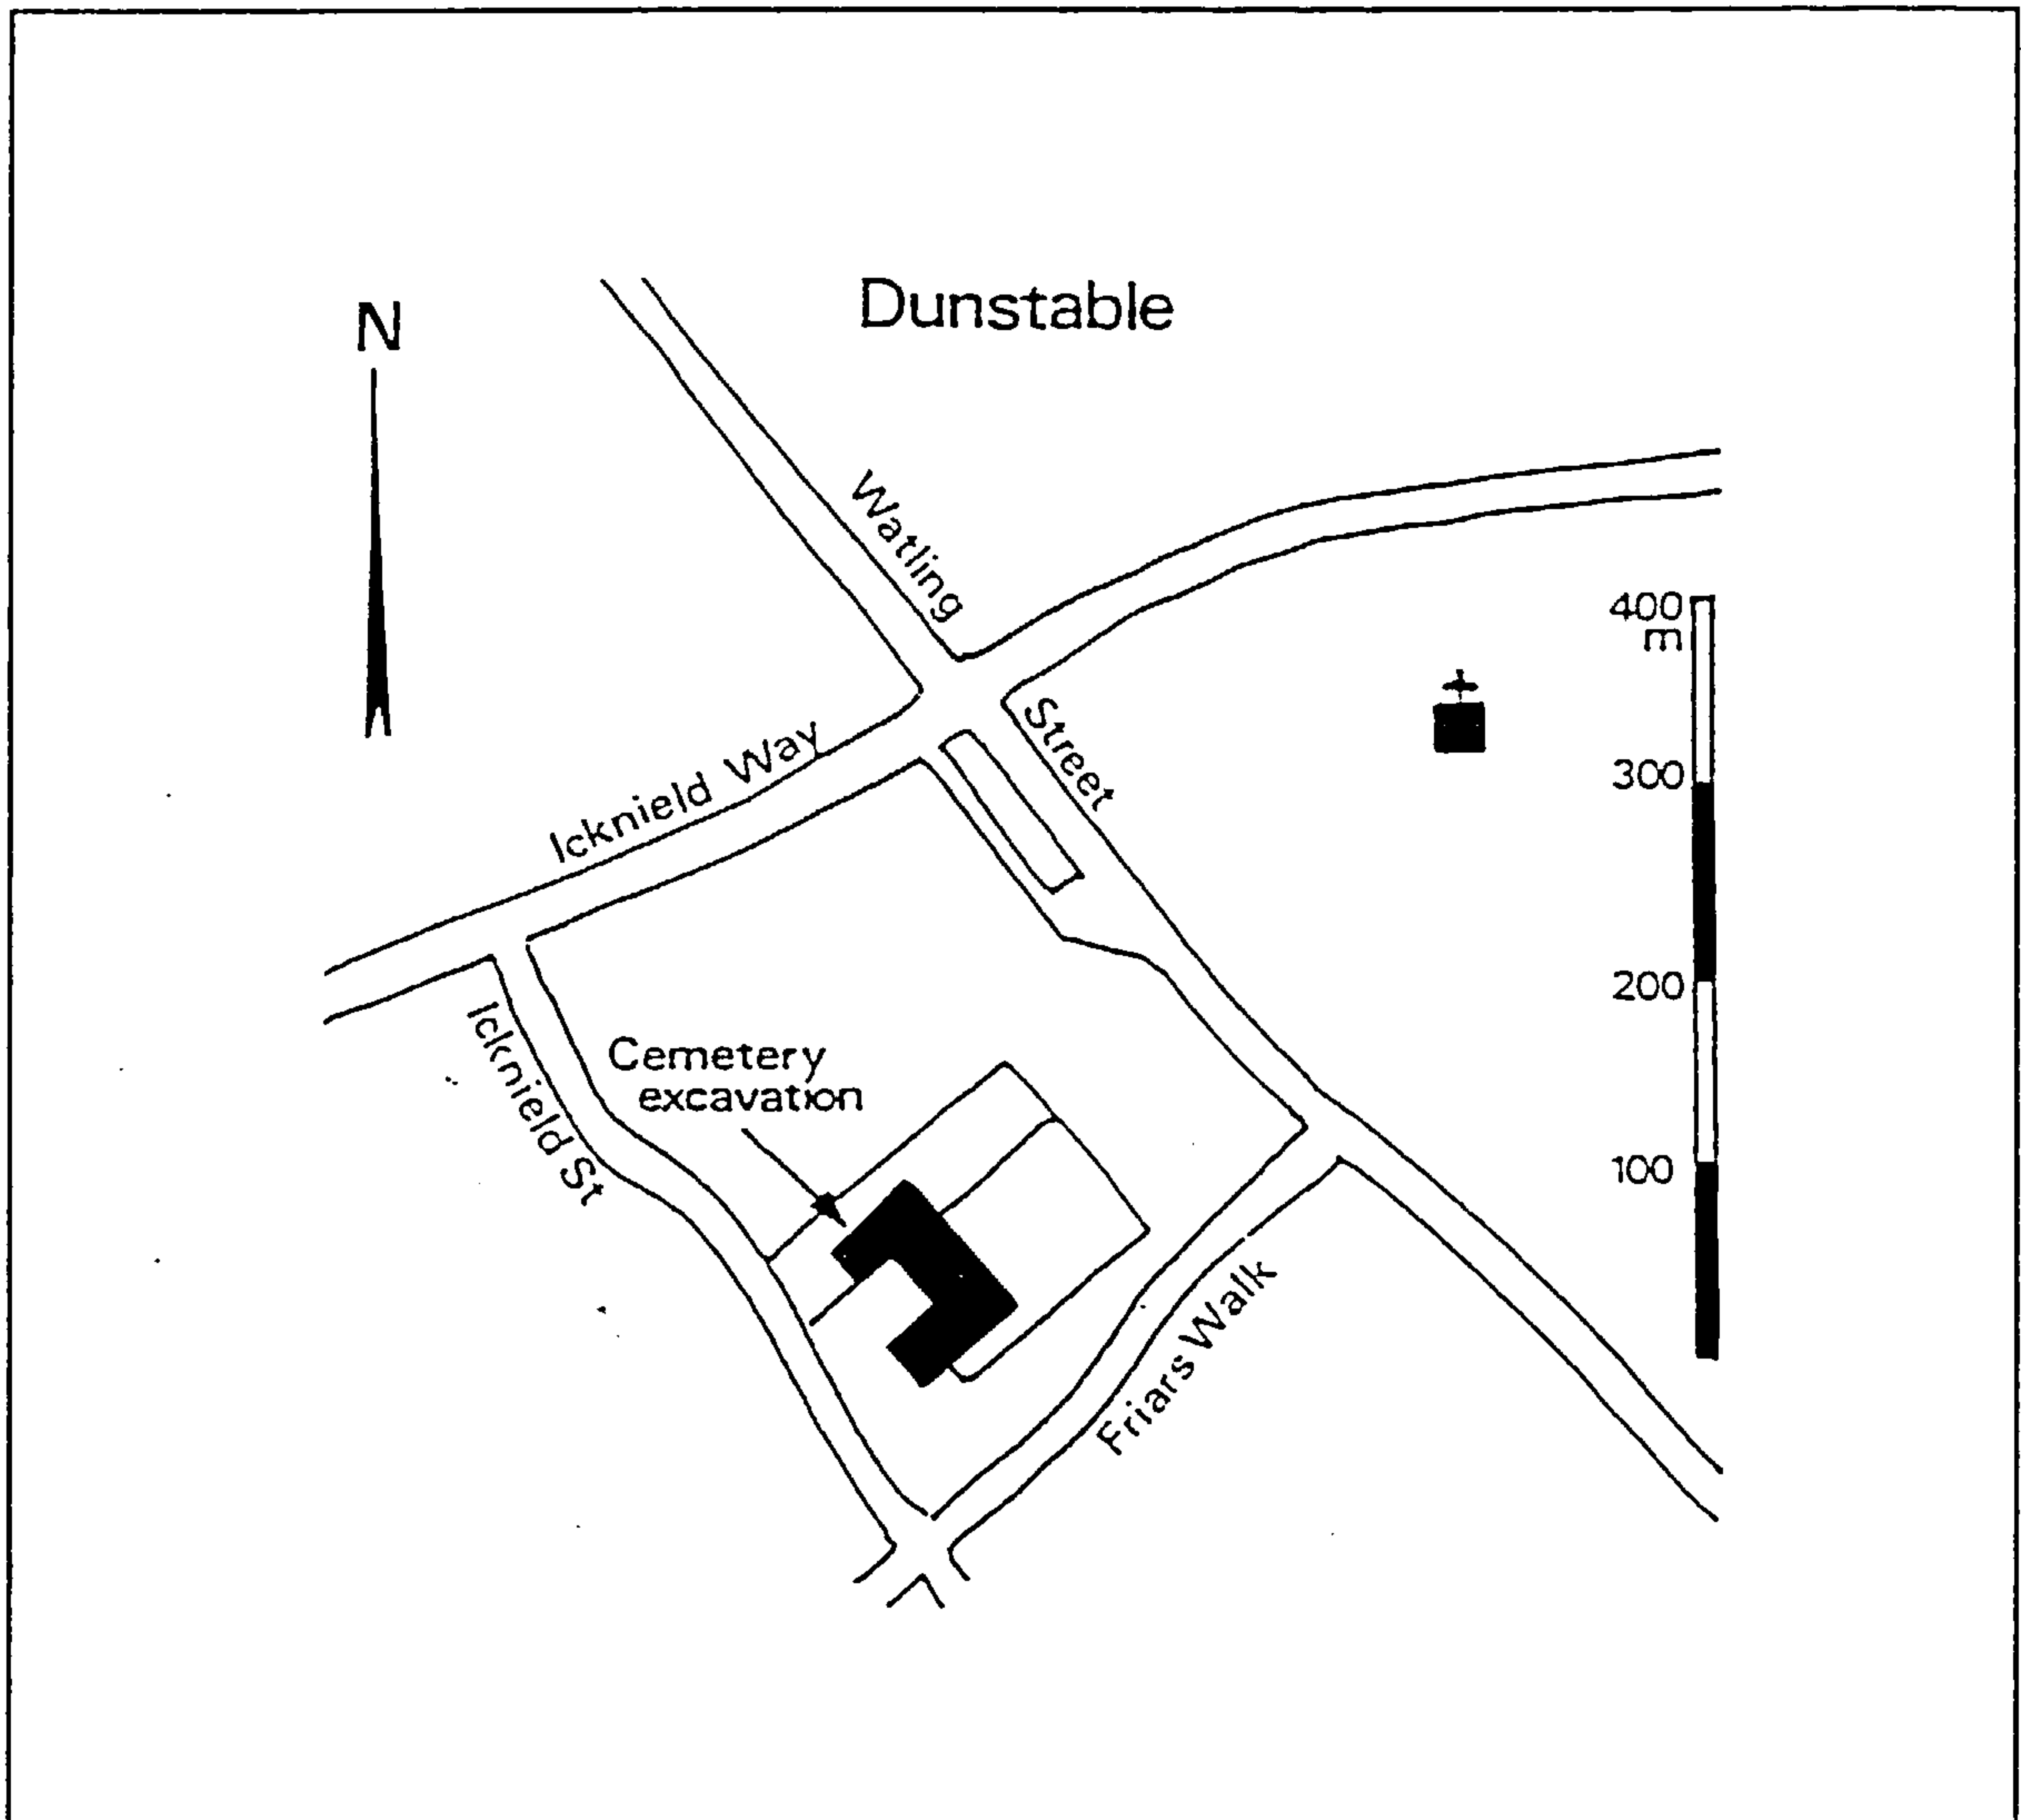 Dunstable
N
Watling
Street
400
m
300
200
100
Icknield Way
Icknield St
Cemetery
excavation
Friars Walk